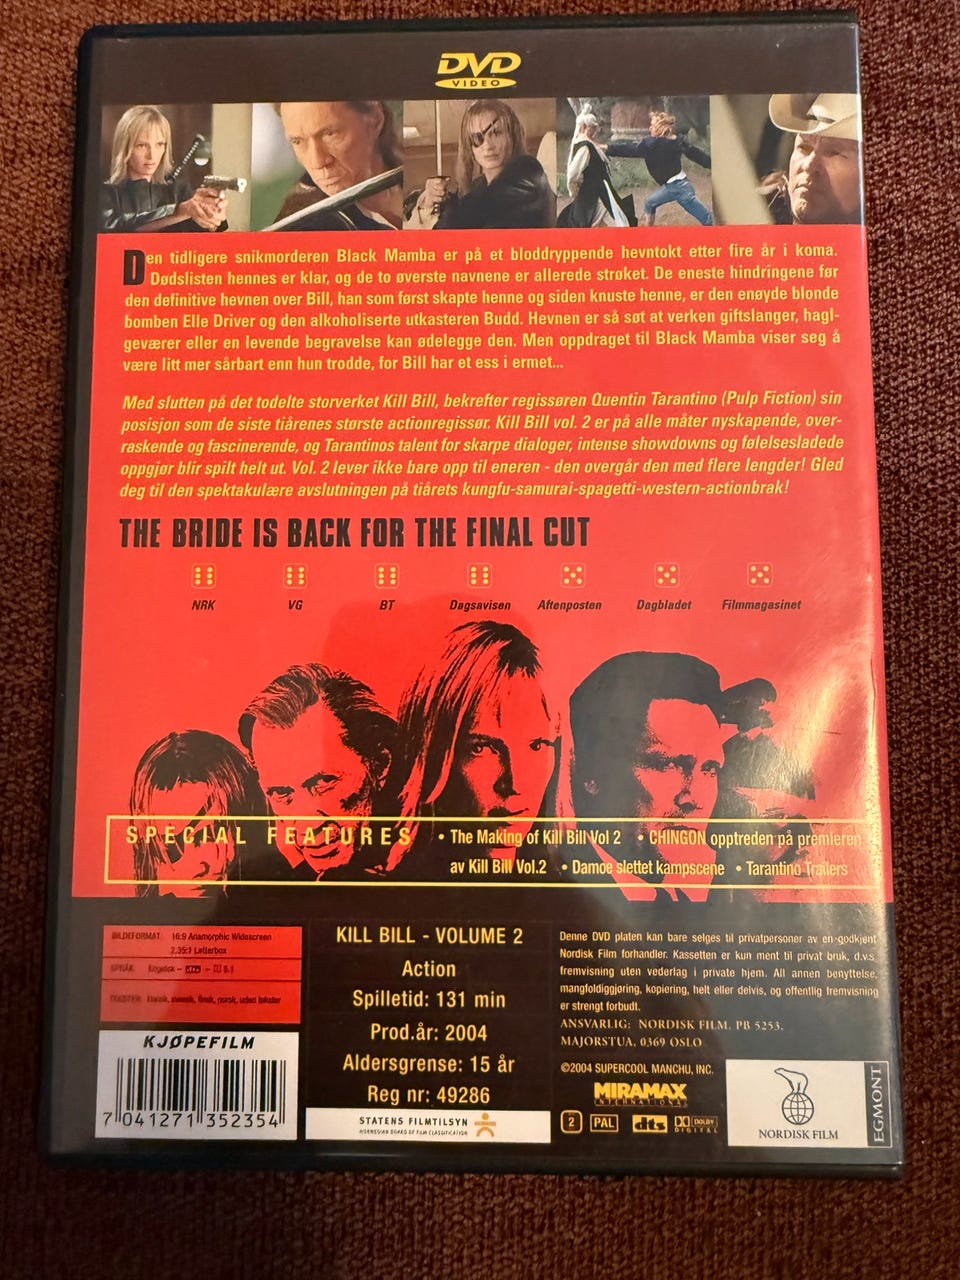 DVD
VIDEO
Den tidligere snikmorderen Black Mamba er på et bloddryppende hevntokt etter fire år i koma.
Dødslisten hennes er klar, og de to øverste navnene er allerede strøket. De eneste hindringene før
den definitive hevnen over Bill, han som først skapte henne og siden knuste henne, er den enøyde blonde
bomben Elle Driver og den alkoholiserte utkasteren Budd. Hevnen er så søt at verken giftslanger, hagl-
geværer eller en levende begravelse kan ødelegge den. Men oppdraget til Black Mamba viser seg å
være litt mer sårbart enn hun trodde, for Bill har et ess i ermet...
Med slutten på det todelte storverket Kill Bill, bekrefter regissøren Quentin Tarantino (Pulp Fiction) sin
posisjon som de siste tiårenes største actionregissør. Kill Bill vol. 2 er på alle måter nyskapende, over-
raskende og fascinerende, og Tarantinos talent for skarpe dialoger, intense showdowns og følelsesladede
oppgjør blir spilt helt ut. Vol. 2 lever ikke bare opp til eneren - den overgår den med flere lengder! Gled
deg til den spektakulære avslutningen på tiårets kungfu-samurai-spagetti-western-actionbrak!
THE BRIDE IS BACK FOR THE FINAL CUT
NRK VG BT Dagsavisen Aftenposten Dagbladet Filmmagasinet
SPECIAL FEATURES • The Making of Kill Bill Vol 2 • CHINGON opptreden på premieren
av Kill Bill Vol.2 • Damoe slettet kampscene • Tarantino Trailers
BILDEFORMAT: 16:9 Anamorphic Widescreen
2.35:1 Letterbox
SPRÅK: Engelsk – dts – 5.1
TEKSTER: Dansk, svensk, finsk, norsk, uden tekster
KJØPEFILM
7 041271 352354
KILL BILL - VOLUME 2
Action
Spilletid: 131 min
Prod.år: 2004
Aldersgrense: 15 år
Reg nr: 49286
STATENS FILMTILSYN
NORWEGIAN BOARD OF FILM CLASSIFICATION
Denne DVD platen kan bare selges til privatpersoner av en godkjent
Nordisk Film forhandler. Kassetten er kun ment til privat bruk, d.v.s.
fremvisning uten vederlag i private hjem. All annen benyttelse,
mangfoldiggjøring, kopiering, helt eller delvis, og offentlig fremvisning
er strengt forbudt.
ANSVARLIG: NORDISK FILM, PB 5253,
MAJORSTUA, 0369 OSLO
©2004 SUPERCOOL MANCHU, INC.
MIRAMAX
INTERNATIONAL
2 PAL dts DOLBY
DIGITAL
NORDISK FILM
EGMONT